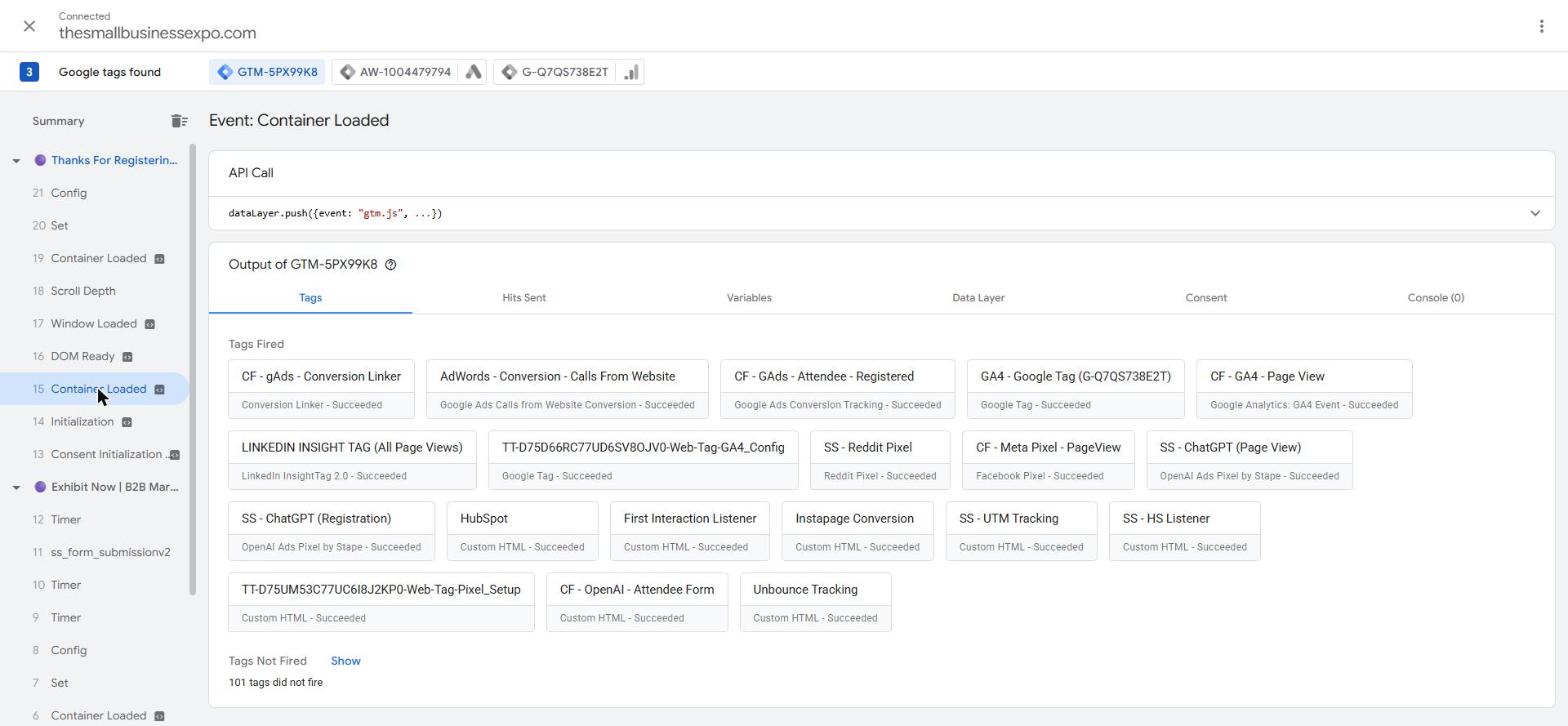 Connected
thesmallbusinessexpo.com
3 Google tags found GTM-5PX99K8 AW-1004479794 G-Q7QS738E2T
Summary
Thanks For Registerin...
21 Config
20 Set
19 Container Loaded
18 Scroll Depth
17 Window Loaded
16 DOM Ready
15 Container Loaded
14 Initialization
13 Consent Initialization ...
Exhibit Now | B2B Mar...
12 Timer
11 ss_form_submissionv2
10 Timer
9 Timer
8 Config
7 Set
6 Container Loaded
Event: Container Loaded
API Call
dataLayer.push({event: "gtm.js", ...})
Output of GTM-5PX99K8
Tags Hits Sent Variables Data Layer Consent Console (0)
Tags Fired
CF - gAds - Conversion Linker
Conversion Linker - Succeeded
AdWords - Conversion - Calls From Website
Google Ads Calls from Website Conversion - Succeeded
CF - GAds - Attendee - Registered
Google Ads Conversion Tracking - Succeeded
GA4 - Google Tag (G-Q7QS738E2T)
Google Tag - Succeeded
CF - GA4 - Page View
Google Analytics: GA4 Event - Succeeded
LINKEDIN INSIGHT TAG (All Page Views)
LinkedIn InsightTag 2.0 - Succeeded
TT-D75D66RC77UD6SV8OJV0-Web-Tag-GA4_Config
Google Tag - Succeeded
SS - Reddit Pixel
Reddit Pixel - Succeeded
CF - Meta Pixel - PageView
Facebook Pixel - Succeeded
SS - ChatGPT (Page View)
OpenAI Ads Pixel by Stape - Succeeded
SS - ChatGPT (Registration)
OpenAI Ads Pixel by Stape - Succeeded
HubSpot
Custom HTML - Succeeded
First Interaction Listener
Custom HTML - Succeeded
Instapage Conversion
Custom HTML - Succeeded
SS - UTM Tracking
Custom HTML - Succeeded
SS - HS Listener
Custom HTML - Succeeded
TT-D75UM53C77UC6I8J2KP0-Web-Tag-Pixel_Setup
Custom HTML - Succeeded
CF - OpenAI - Attendee Form
Custom HTML - Succeeded
Unbounce Tracking
Custom HTML - Succeeded
Tags Not Fired Show
101 tags did not fire